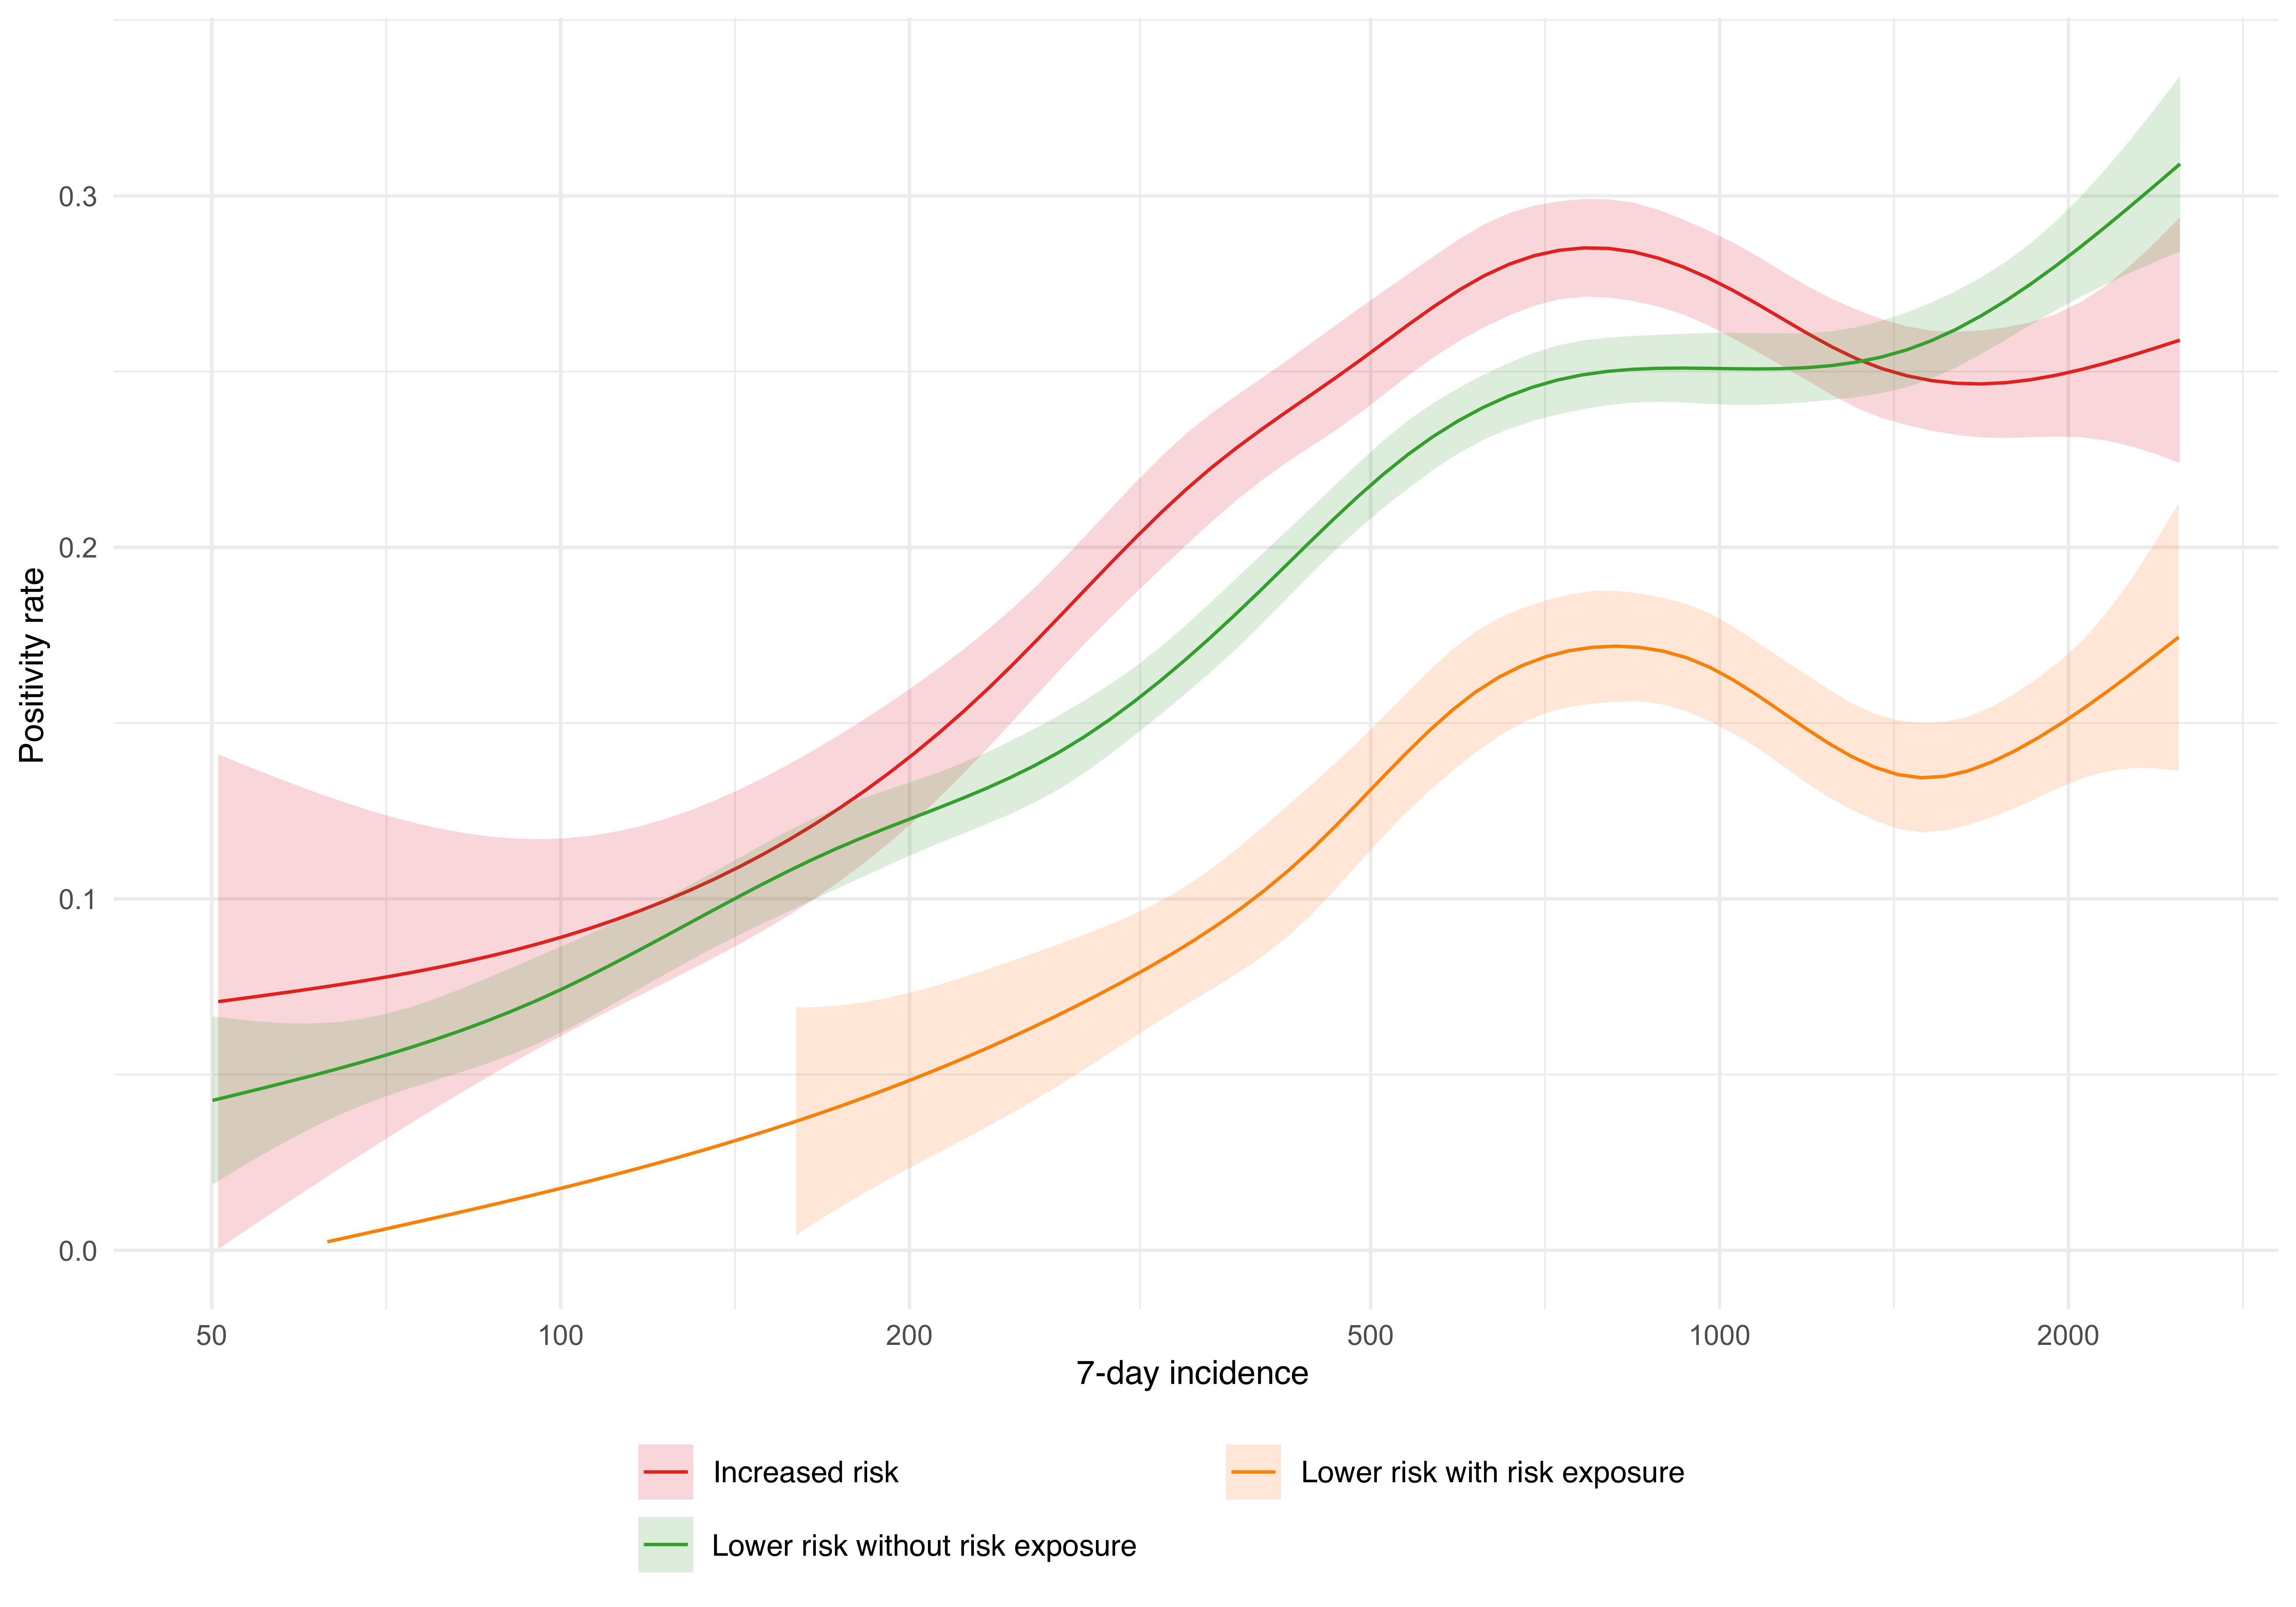 0.3
0.2
0.1
0.0
Positivity rate
50 100 200 500 1000 2000
7-day incidence
Increased risk
Lower risk with risk exposure
Lower risk without risk exposure